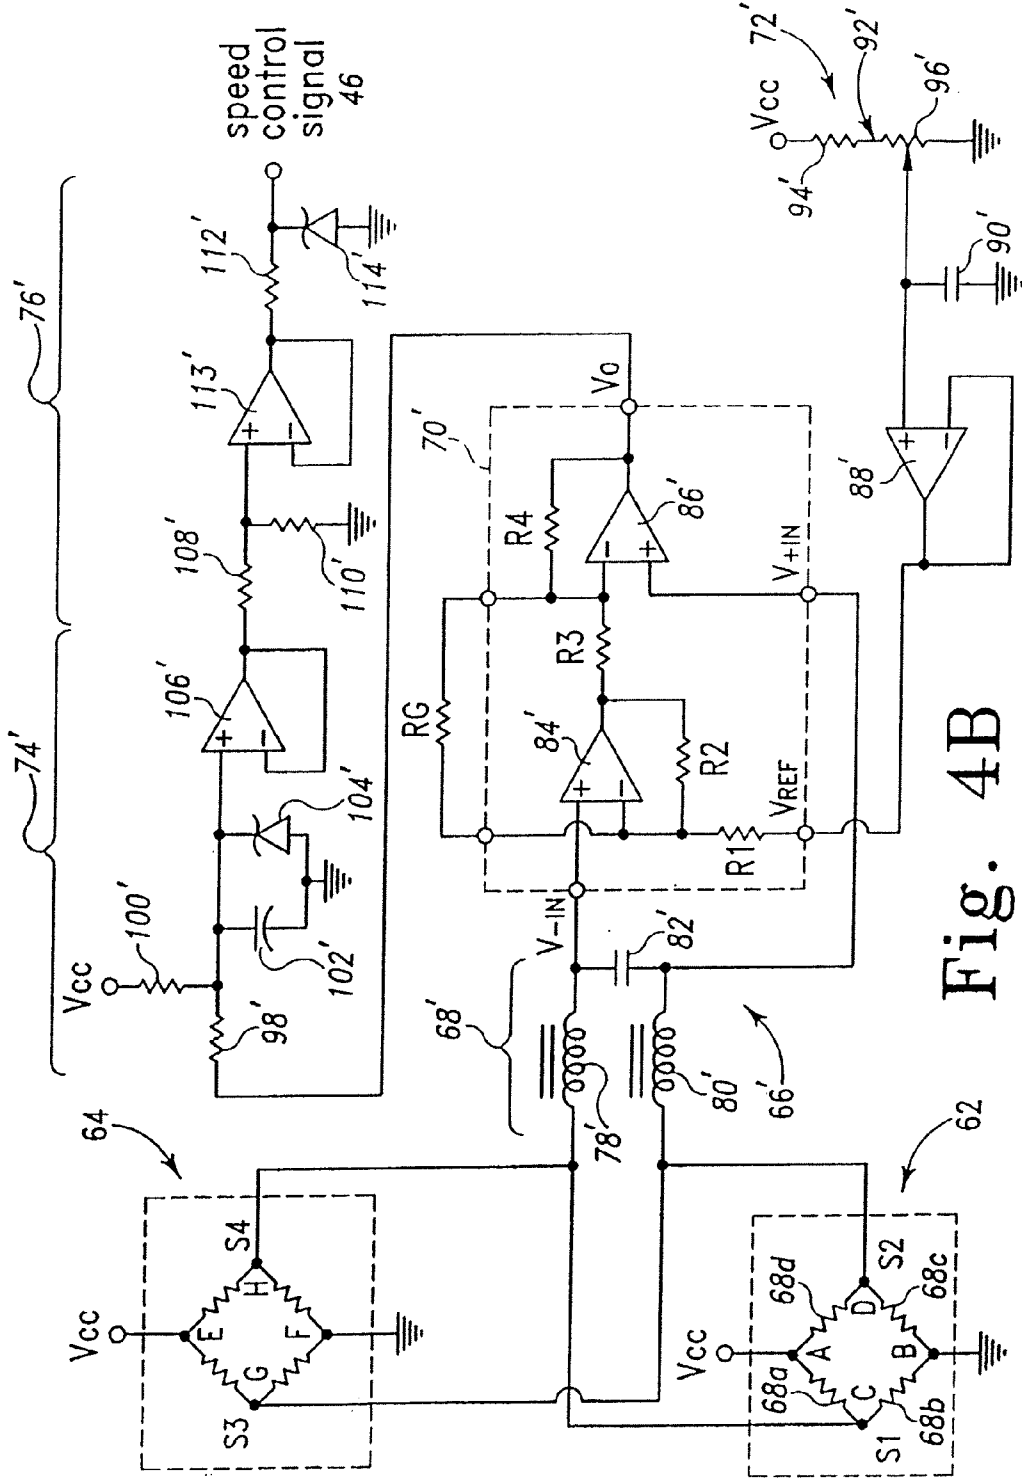 74'
76'
Vcc
100'
98'
102'
104'
106'
108'
110'
113'
112'
114'
speed
control
signal
46
+
−
+
−
64
Vcc
S3
S4
E
F
G
H
68'
78'
80'
82'
66'
V-IN
RG
70'
84'
R1
R2
R3
R4
86'
Vo
VREF
V+IN
+
−
−
+
62
Vcc
S1
S2
A
B
C
D
68a
68b
68c
68d
88'
+
−
90'
72'
Vcc
92'
94'
96'
Fig. 4B